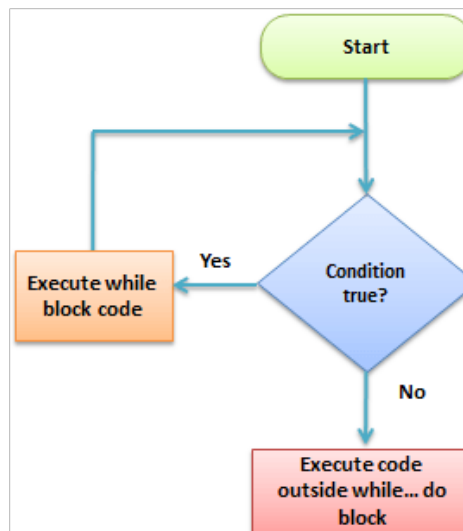 Start
Condition
true?
Yes
Execute while
block code
No
Execute code
outside while... do
block